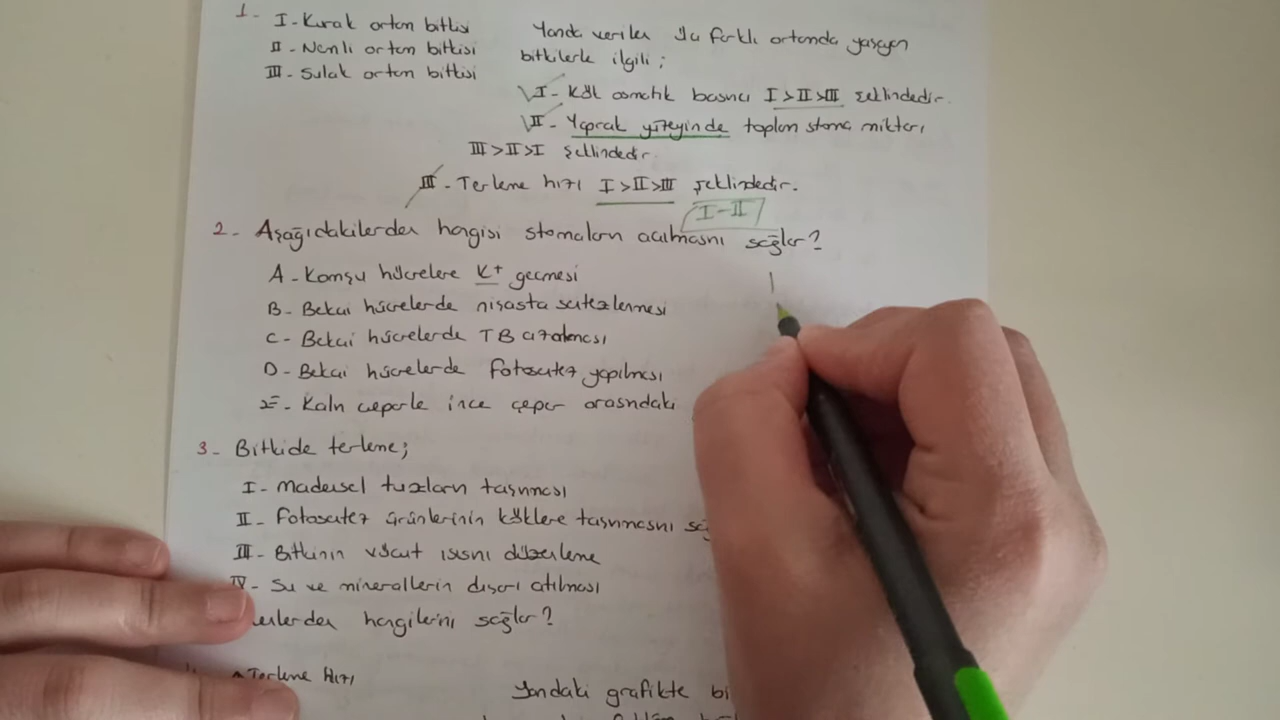 1- I-Kurak ortam bitkisi
II-Nemli ortam bitkisi
III-Sulak ortam bitkisi
Yanda verilen üç farklı ortamda yaşayan
bitkilerle ilgili;
I- Kök osmotik basıncı I>II>III şeklindedir.
II- Yaprak yüzeyinde toplam stoma miktarı
III>II>I şeklindedir.
III- Terleme hızı I>II>III şeklindedir.
I-II
2- Aşağıdakilerden hangisi stomaların açılmasını sağlar?
A- Komşu hücrelere K+ geçmesi
B- Bekçi hücrelerde nişasta sentezlenmesi
C- Bekçi hücrelerde TB azalması
D- Bekçi hücrelerde fotosentez yapılması
E- Kalın çeperle ince çeper arasındaki
3- Bitkide terleme;
I- Madensel tuzların taşınması
II- Fotosentez ürünlerinin köklere taşınmasını
III- Bitkinin vücut ısısını düzenleme
IV- Su ve minerallerin dışarı atılması
hangilerini sağlar?
Terleme Hızı
Yandaki grafikte